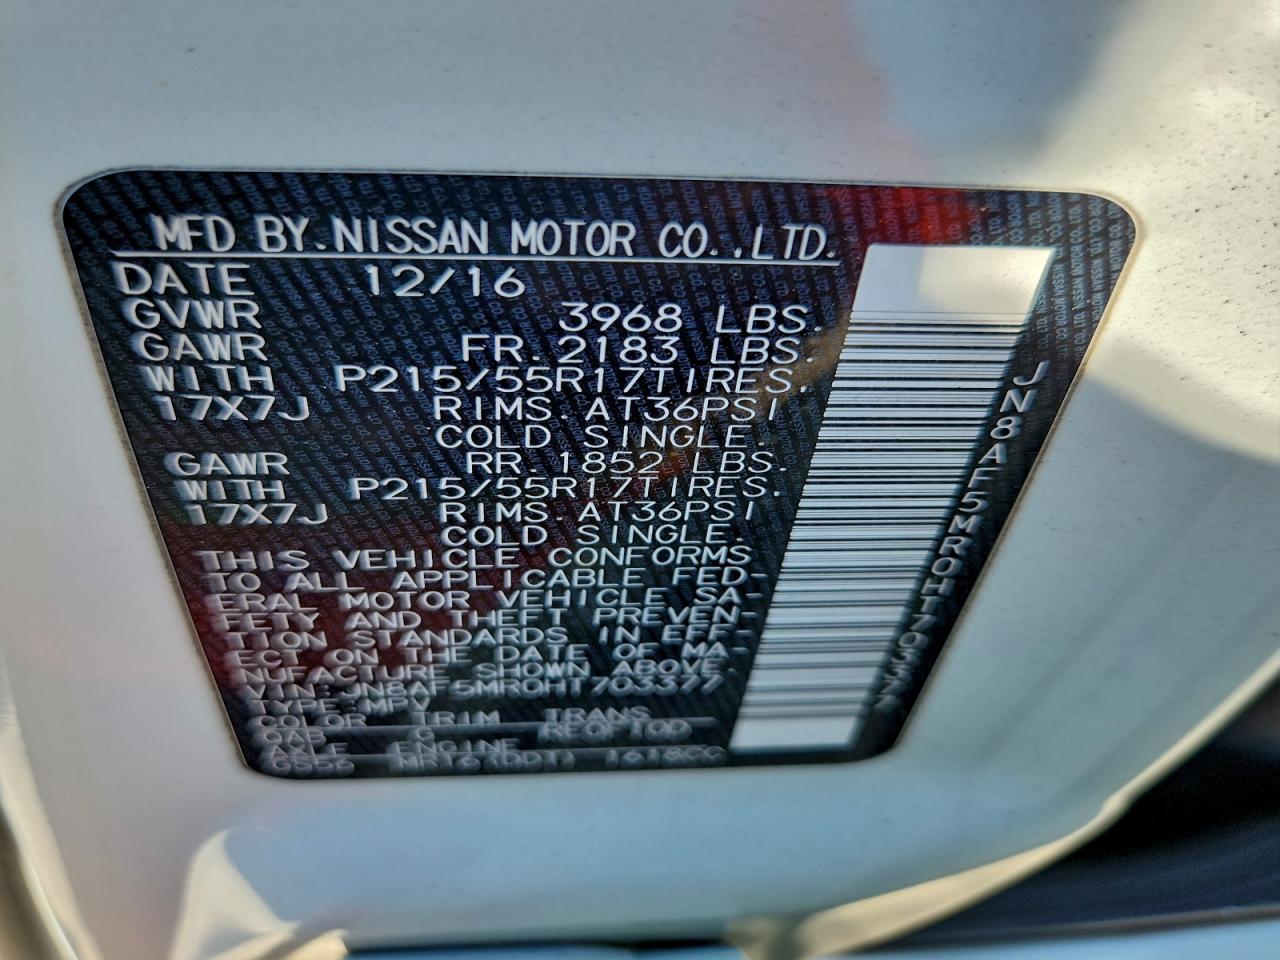 MFD BY.NISSAN MOTOR CO.,LTD.
DATE 12/16
GVWR 3968 LBS.
GAWR FR. 2183 LBS.
WITH P215/55R17TIRES.
17X7J RIMS. AT36PSI
COLD SINGLE.
GAWR RR. 1852 LBS.
WITH P215/55R17TIRES.
17X7J RIMS. AT36PSI
COLD SINGLE.
THIS VEHICLE CONFORMS
TO ALL APPLICABLE FED-
ERAL MOTOR VEHICLE SA-
FETY AND THEFT PREVEN-
TION STANDARDS IN EFF-
ECT ON THE DATE OF MA-
NUFACTURE SHOWN ABOVE.
VIN:JN8AF5MR0HT703377
TYPE:MPV
COLOR TRIM TRANS
QAB G
AXLE ENGINE
MR16(DDT) 1618CC
JN8AF5MR0HT703377